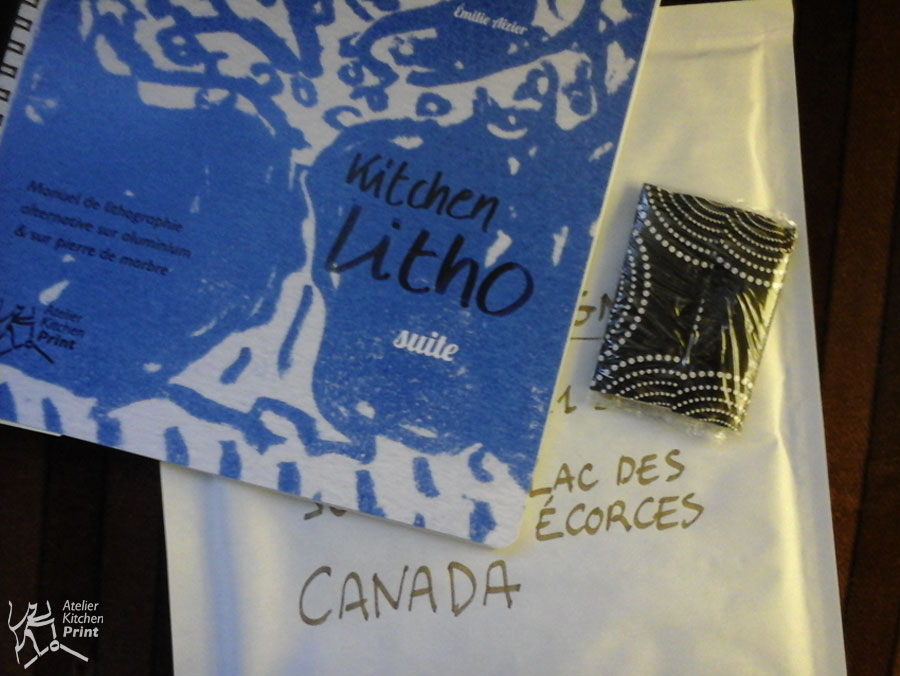 Émilie Aizier
Kitchen
Litho
suite
Manuel de lithographie
alternative sur aluminium
& sur pierre de marbre
Atelier
Kitchen
Print
LAC DES
ÉCORCES
CANADA
Atelier
Kitchen
Print